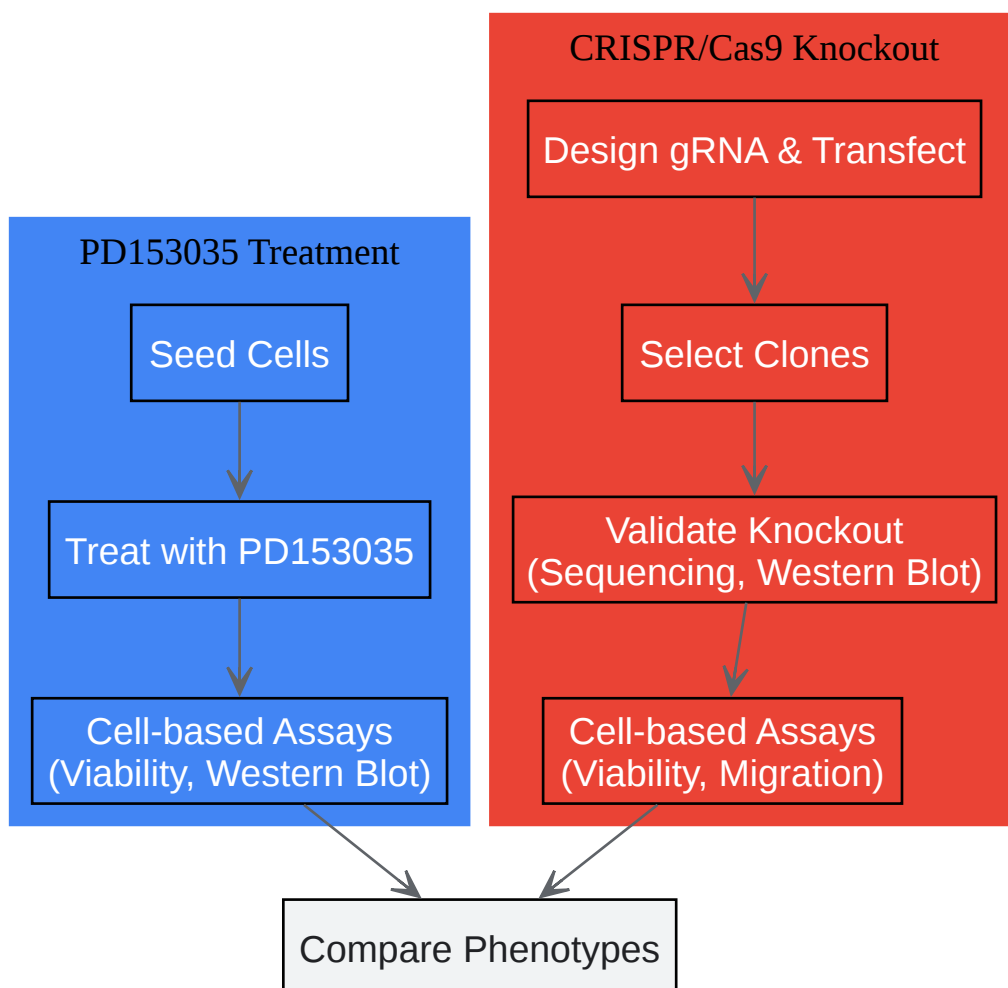 PD153035 Treatment
Seed Cells
Treat with PD153035
Cell-based Assays
(Viability, Western Blot)
CRISPR/Cas9 Knockout
Design gRNA & Transfect
Select Clones
Validate Knockout
(Sequencing, Western Blot)
Cell-based Assays
(Viability, Migration)
Compare Phenotypes